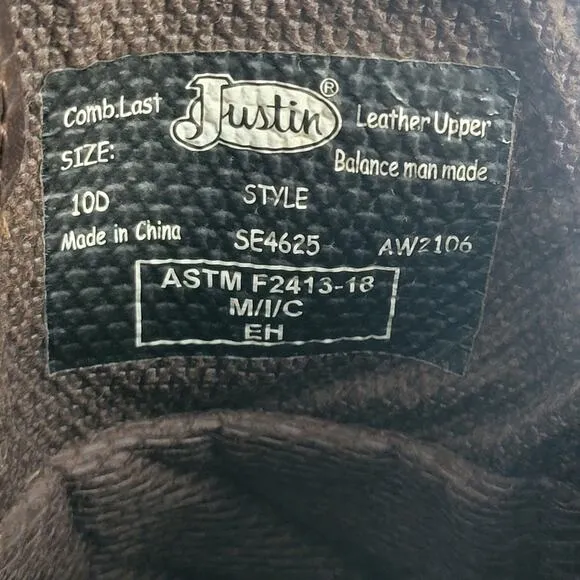 Comb.Last
Justin®
Leather Upper
SIZE:
Balance man made
10D
STYLE
Made in China
SE4625
AW2106
ASTM F2413-18
M/I/C
EH